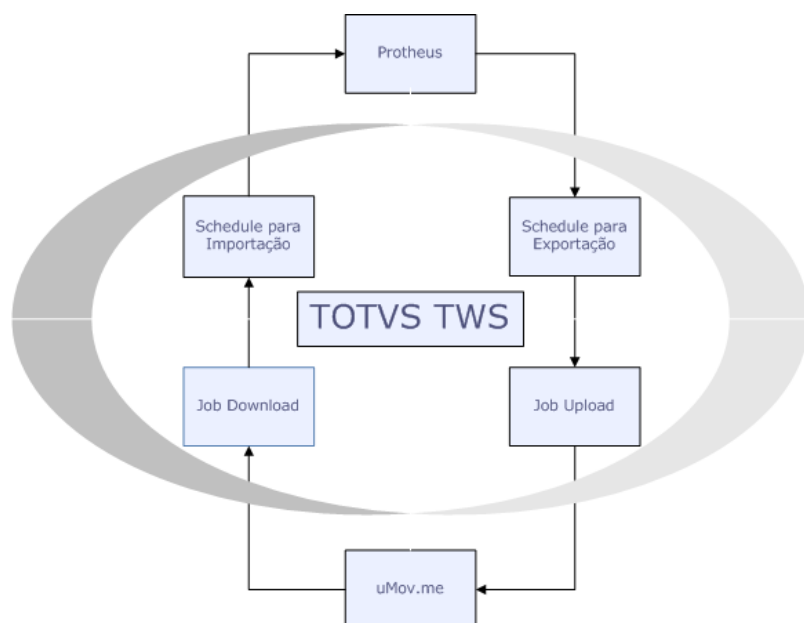 Protheus
Schedule para
Importação
Schedule para
Exportação
TOTVS TWS
Job Download
Job Upload
uMov.me